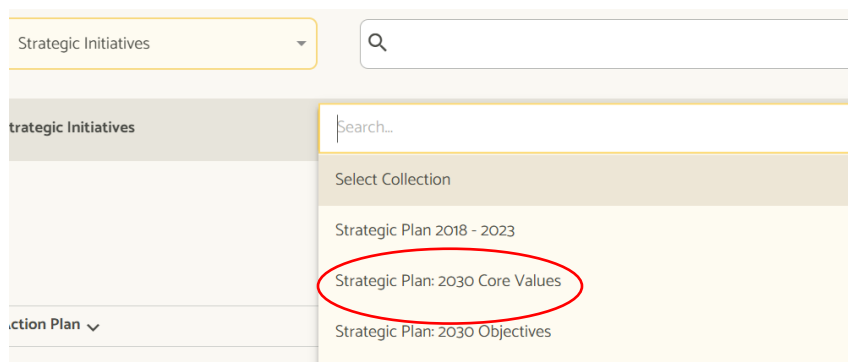 Strategic Initiatives
trategic Initiatives
Search...
Select Collection
Strategic Plan 2018 - 2023
Strategic Plan: 2030 Core Values
ction Plan
Strategic Plan: 2030 Objectives